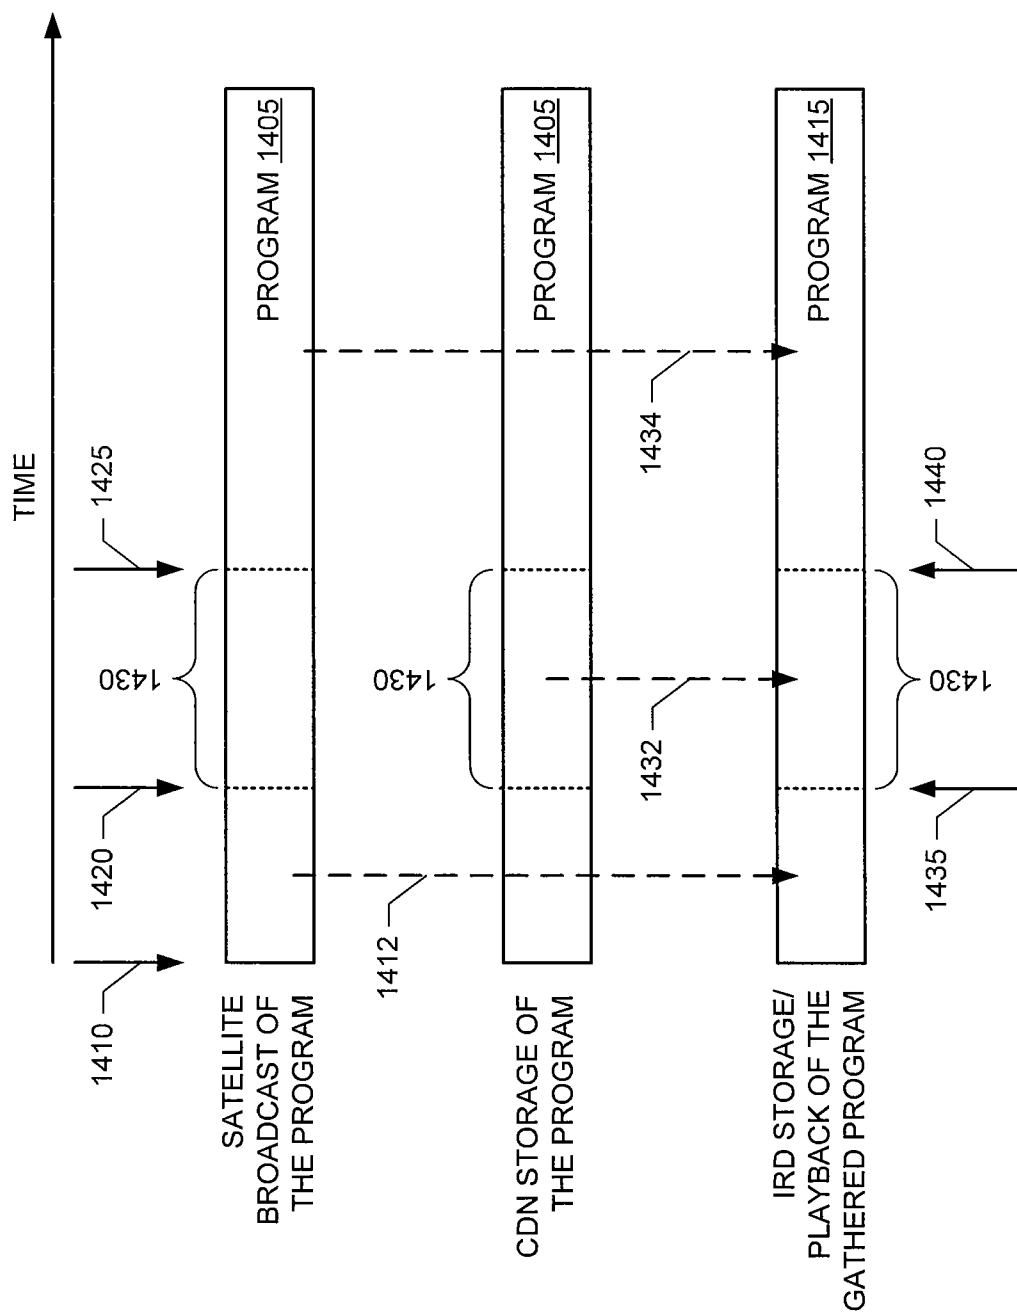 TIME
1410
1420
1425
SATELLITE
BROADCAST OF
THE PROGRAM
1430
PROGRAM 1405
1412
CDN STORAGE OF
THE PROGRAM
1430
PROGRAM 1405
1432
1434
IRD STORAGE/
PLAYBACK OF THE
GATHERED PROGRAM
PROGRAM 1415
1430
1435
1440